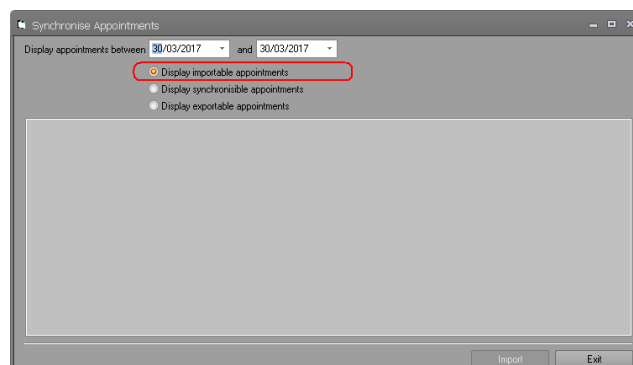 Synchronise Appointments
Display appointments between 30/03/2017 and 30/03/2017
Display importable appointments
Display synchronisible appointments
Display exportable appointments
Import Exit